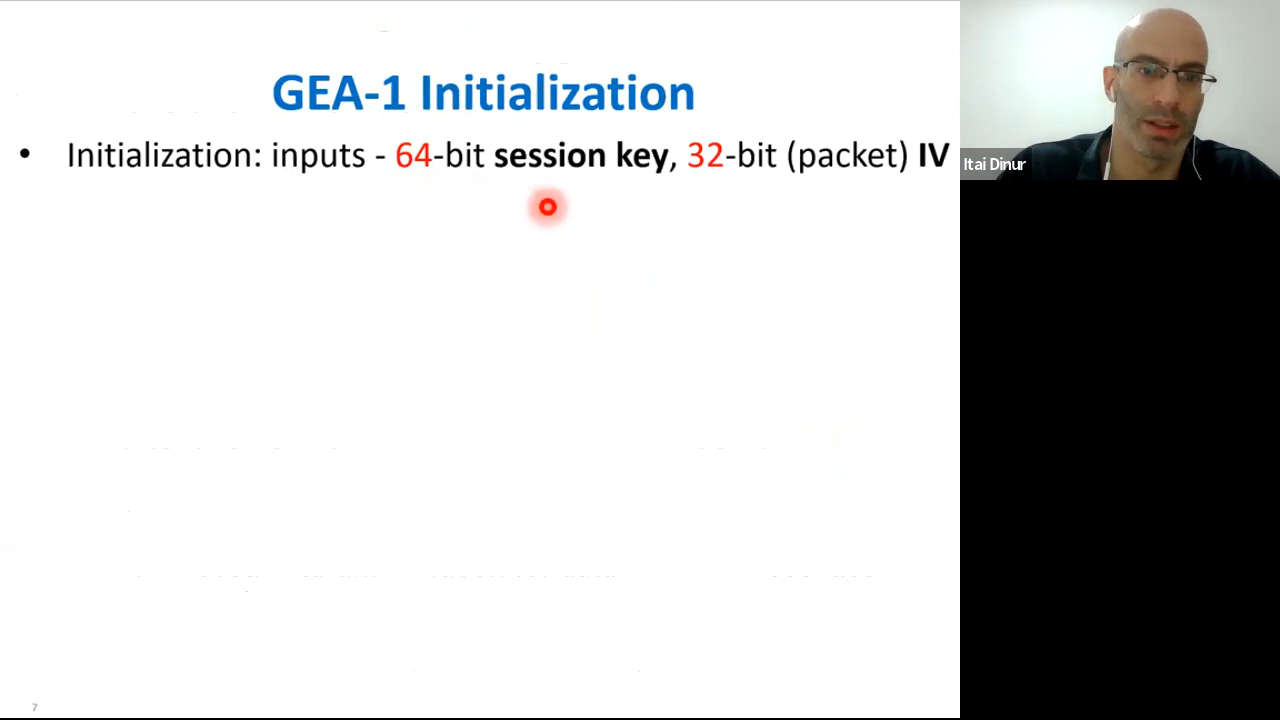 GEA-1 Initialization
• Initialization: inputs - 64-bit session key, 32-bit (packet) IV
Itai Dinur
7